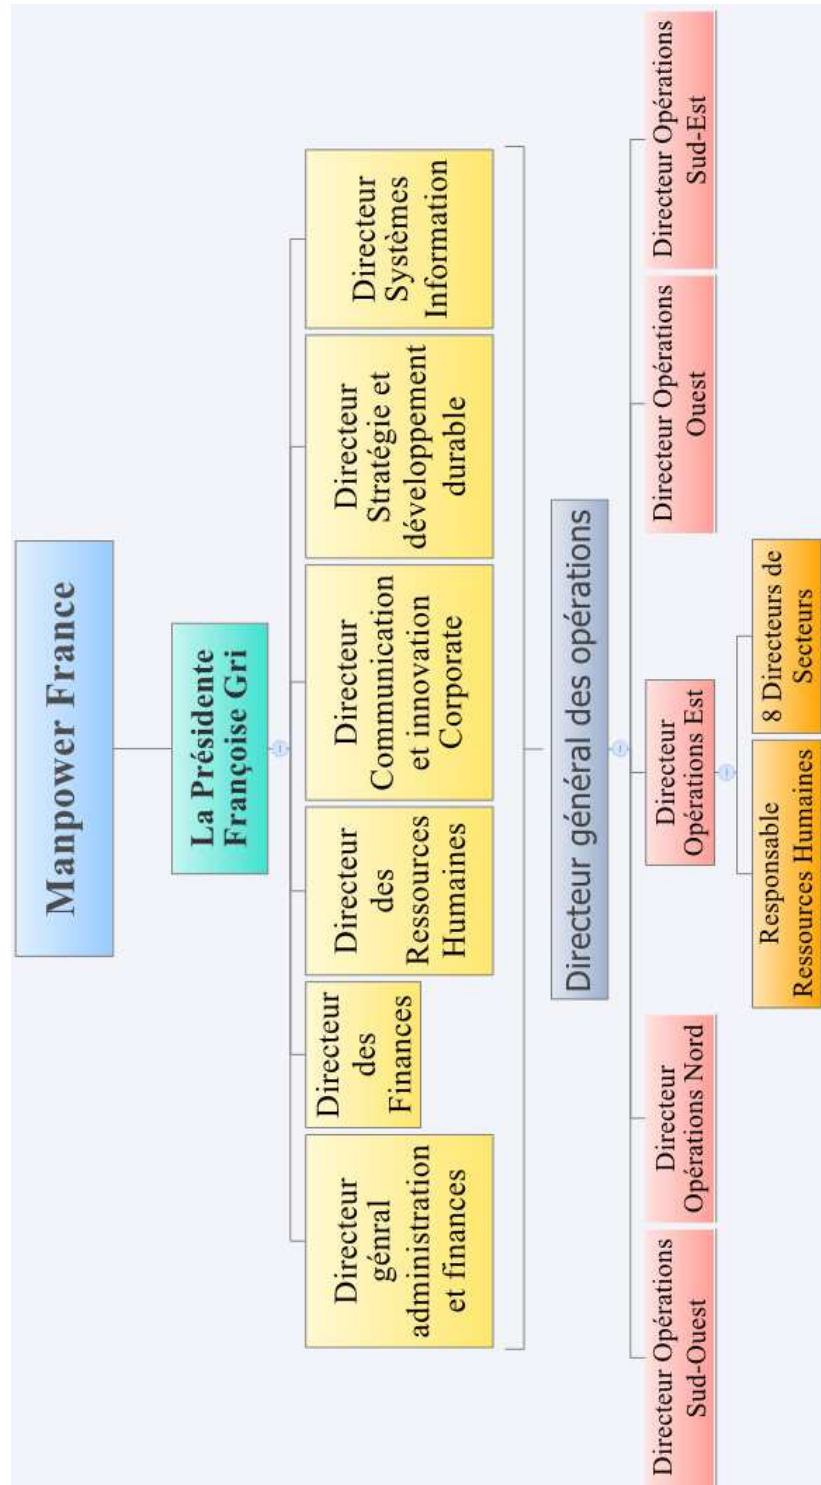 Manpower France
La Présidente
Françoise Gri
Directeur
génral
administration
et finances
Directeur
des
Finances
Directeur
des
Ressources
Humaines
Directeur
Communication
et innovation
Corporate
Directeur
Stratégie et
développement
durable
Directeur
Systèmes
Information
Directeur général des opérations
Directeur Opérations
Sud-Ouest
Directeur
Opérations Nord
Directeur
Opérations Est
Directeur Opérations
Ouest
Directeur Opérations
Sud-Est
Responsable
Ressources Humaines
8 Directeurs de
Secteurs